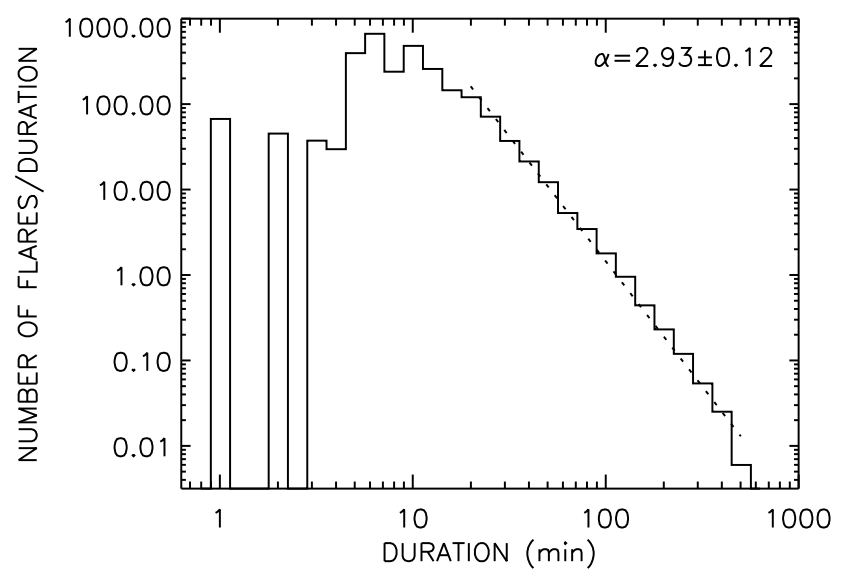 1000.00
100.00
10.00
1.00
0.10
0.01
NUMBER OF FLARES/DURATION
α=2.93±0.12
1 10 100 1000
DURATION (min)